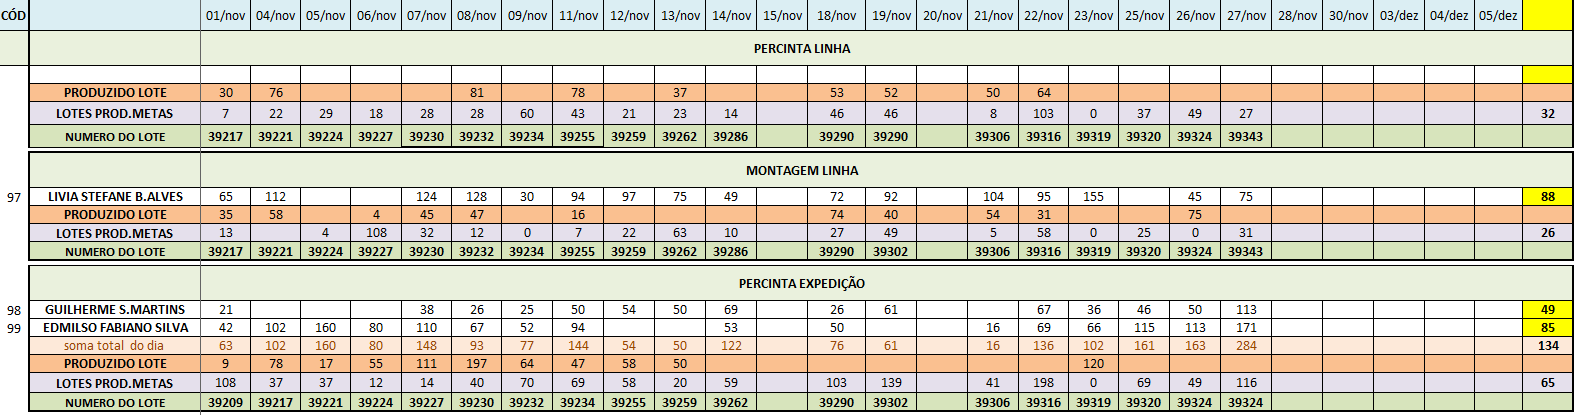 CÓD 01/nov 04/nov 05/nov 06/nov 07/nov 08/nov 09/nov 11/nov 12/nov 13/nov 14/nov 15/nov 18/nov 19/nov 20/nov 21/nov 22/nov 23/nov 25/nov 26/nov 27/nov 28/nov 30/nov 03/dez 04/dez 05/dez
PERCINTA LINHA
PRODUZIDO LOTE 30 76 81 78 37 53 52 50 64
LOTES PROD.METAS 7 22 29 18 28 28 60 43 21 23 14 46 46 8 103 0 37 49 27 32
NUMERO DO LOTE 39217 39221 39224 39227 39230 39232 39234 39255 39259 39262 39286 39290 39290 39306 39316 39319 39320 39324 39343
MONTAGEM LINHA
97 LIVIA STEFANE B.ALVES 65 112 124 128 30 94 97 75 49 72 92 104 95 155 45 75 88
PRODUZIDO LOTE 35 58 4 45 47 16 74 40 54 31 75
LOTES PROD.METAS 13 4 108 32 12 0 7 22 63 10 27 49 5 58 0 25 0 31 26
NUMERO DO LOTE 39217 39221 39224 39227 39230 39232 39234 39255 39259 39262 39286 39290 39302 39306 39316 39319 39320 39324 39343
PERCINTA EXPEDIÇÃO
98 GUILHERME S.MARTINS 21 38 26 25 50 54 50 69 26 61 67 36 46 50 113 49
99 EDMILSO FABIANO SILVA 42 102 160 80 110 67 52 94 53 50 16 69 66 115 113 171 85
soma total do dia 63 102 160 80 148 93 77 144 54 50 122 76 61 16 136 102 161 163 284 134
PRODUZIDO LOTE 9 78 17 55 111 197 64 47 58 50 120
LOTES PROD.METAS 108 37 37 12 14 40 70 69 58 20 59 103 139 41 198 0 69 49 116 65
NUMERO DO LOTE 39209 39217 39221 39224 39227 39230 39232 39234 39255 39259 39262 39290 39302 39306 39316 39319 39320 39324 39324